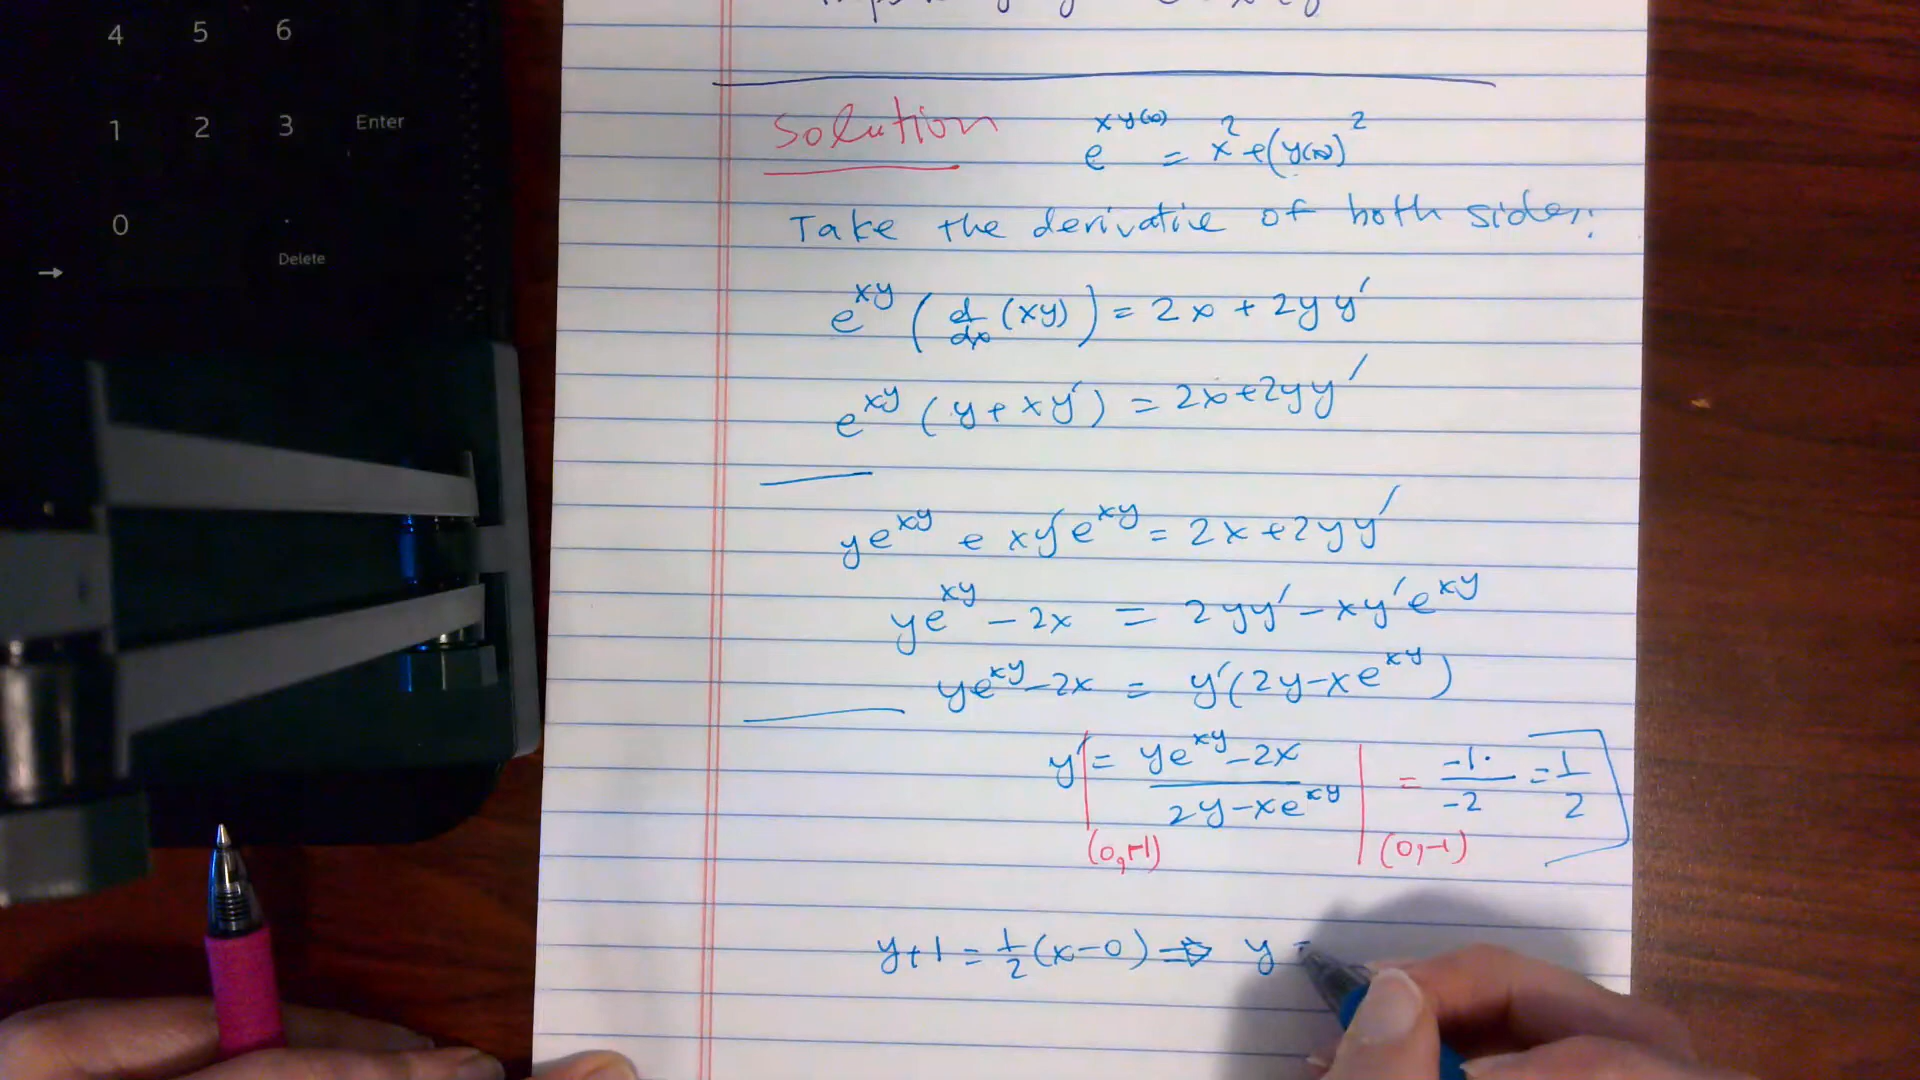 4 5 6
1 2 3 Enter
0 .
Delete
→
Solution e^{xy(x)} = x^2 + (y(x))^2
Take the derivative of both sides:
e^{xy} ( d/dx (xy) ) = 2x + 2yy'
e^{xy} (y + xy') = 2x + 2yy'
ye^{xy} + xy'e^{xy} = 2x + 2yy'
ye^{xy} - 2x = 2yy' - xy'e^{xy}
ye^{xy} - 2x = y'(2y - xe^{xy})
y'|_{(0,-1)} = (ye^{xy} - 2x)/(2y - xe^{xy}) |_{(0,-1)} = -1/-2 = 1/2
y+1 = 1/2 (x-0) ⇒ y =